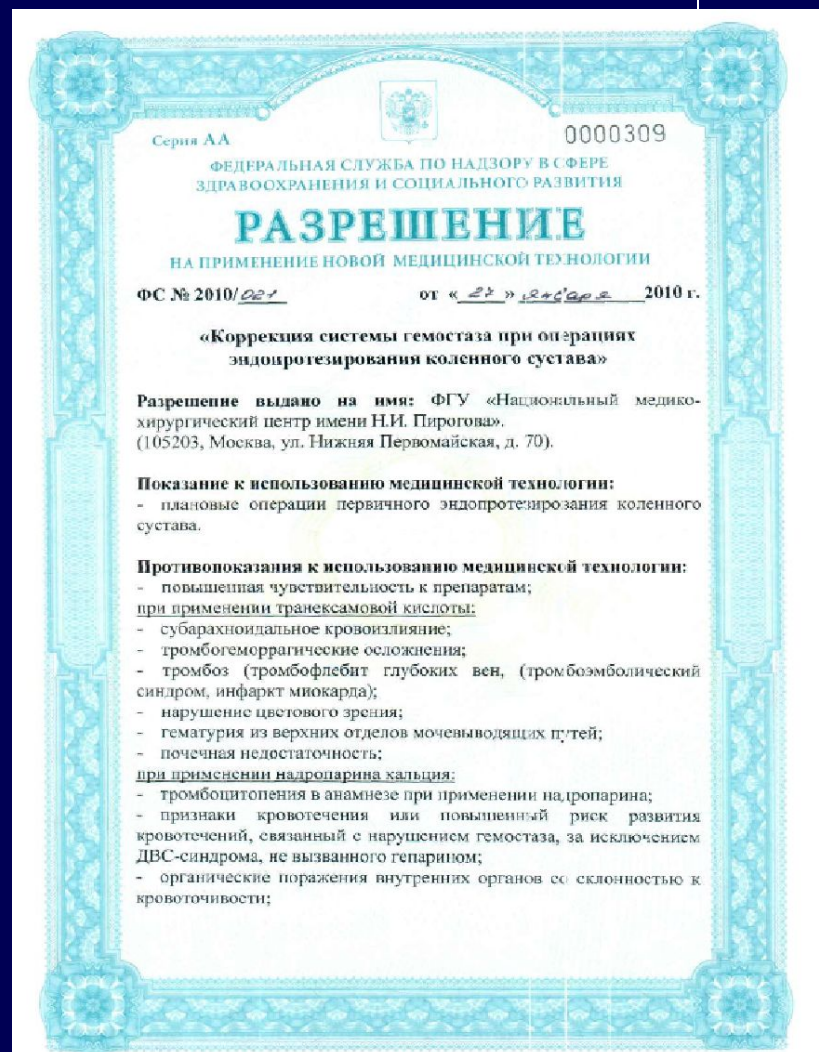 Серия АА
0000309
ФЕДЕРАЛЬНАЯ СЛУЖБА ПО НАДЗОРУ В СФЕРЕ
ЗДРАВООХРАНЕНИЯ И СОЦИАЛЬНОГО РАЗВИТИЯ
РАЗРЕШЕНИЕ
НА ПРИМЕНЕНИЕ НОВОЙ МЕДИЦИНСКОЙ ТЕХНОЛОГИИ
ФС № 2010/021 от « 27 » января 2010 г.
«Коррекция системы гемостаза при операциях
эндопротезирования коленного сустава»
Разрешение выдано на имя: ФГУ «Национальный медико-
хирургический центр имени Н.И. Пирогова».
(105203, Москва, ул. Нижняя Первомайская, д. 70).
Показание к использованию медицинской технологии:
- плановые операции первичного эндопротезирования коленного
сустава.
Противопоказания к использованию медицинской технологии:
- повышенная чувствительность к препаратам;
при применении транексамовой кислоты:
- субарахноидальное кровоизлияние;
- тромбогеморрагические осложнения;
- тромбоз (тромбофлебит глубоких вен, (тромбоэмболический
синдром, инфаркт миокарда);
- нарушение цветового зрения;
- гематурия из верхних отделов мочевыводящих путей;
- почечная недостаточность;
при применении надропарина кальция:
- тромбоцитопения в анамнезе при применении надропарина;
- признаки кровотечения или повышенный риск развития
кровотечений, связанный с нарушением гемостаза, за исключением
ДВС-синдрома, не вызванного гепарином;
- органические поражения внутренних органов со склонностью к
кровоточивости;